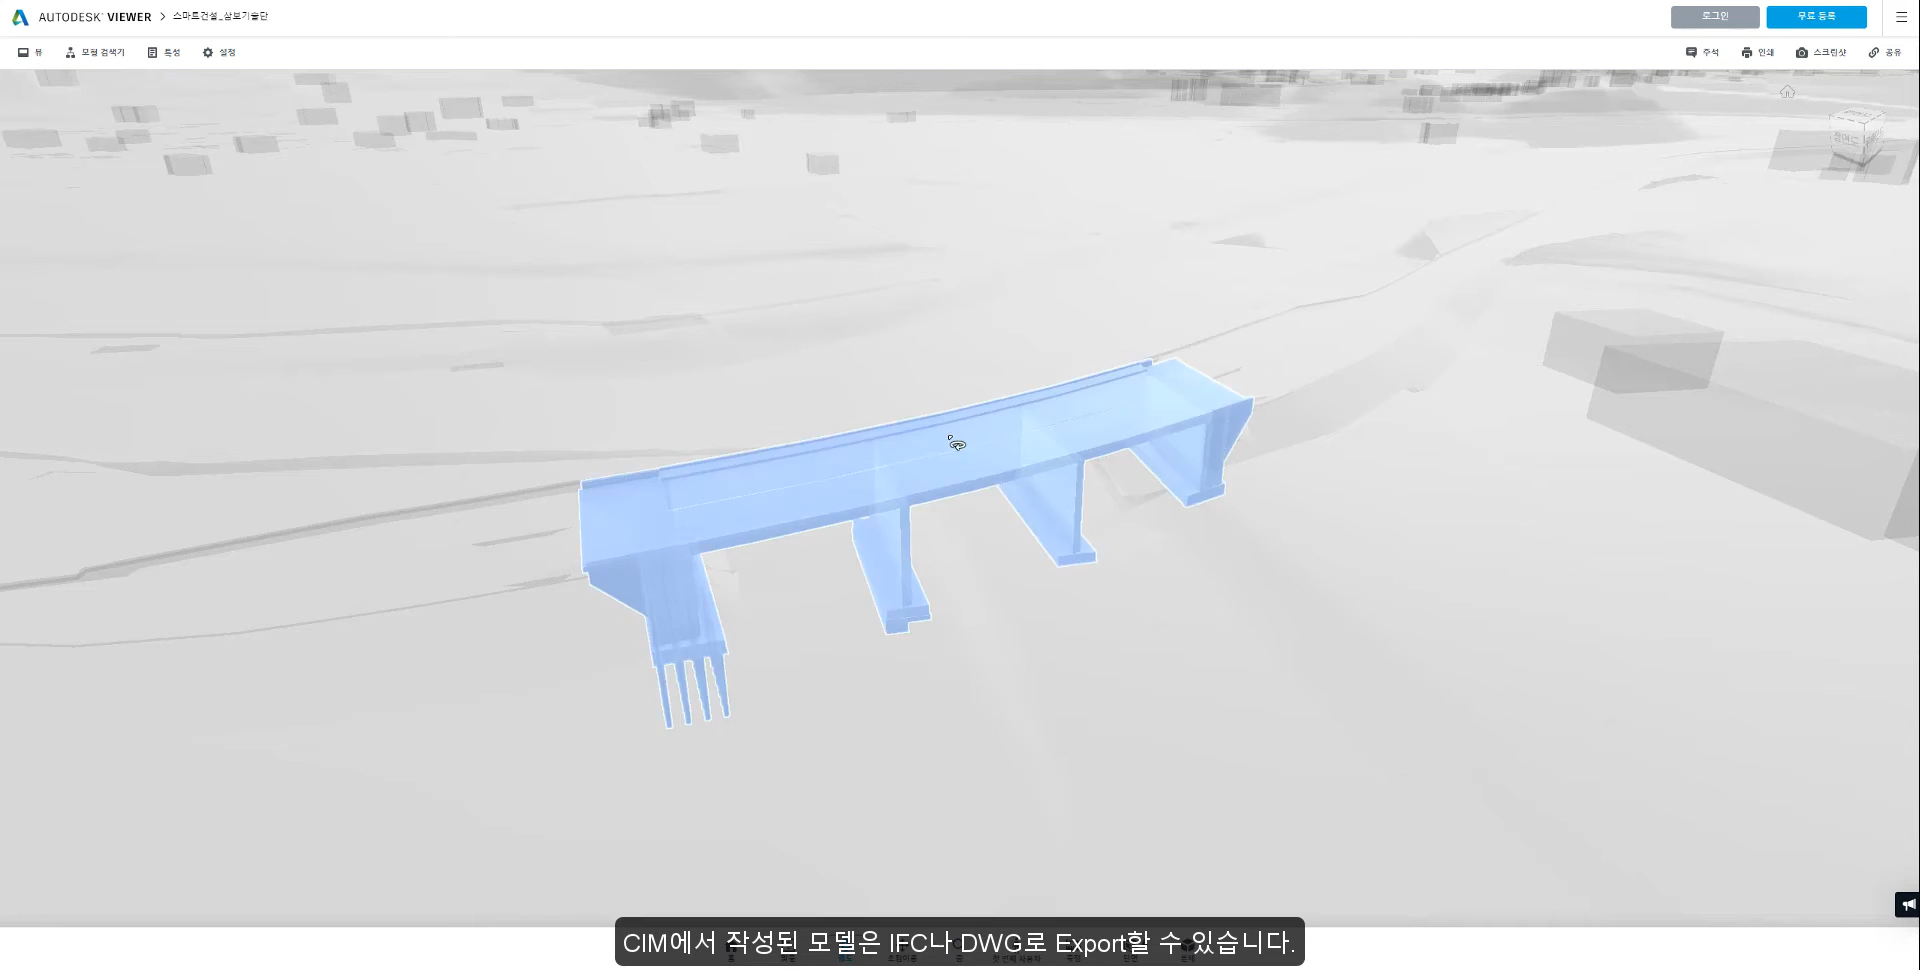 AUTODESK VIEWER > 스마트건설_삼보기술단
로그인
무료 등록
뷰
모형 검색기
특성
설정
주석
인쇄
스크린샷
공유
CIM에서 작성된 모델은 IFC나 DWG로 Export할 수 있습니다.